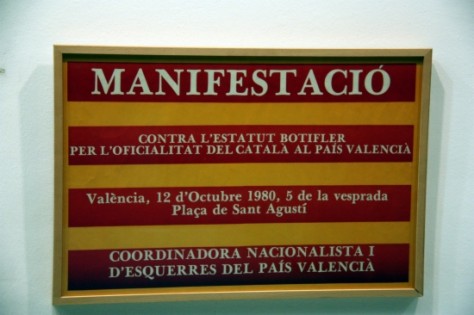 MANIFESTACIÓ
CONTRA L'ESTATUT BOTIFLER
PER L'OFICIALITAT DEL CATALÀ AL PAÍS VALENCIÀ
València, 12 d'Octubre 1980, 5 de la vesprada
Plaça de Sant Agustí
COORDINADORA NACIONALISTA I
D'ESQUERRES DEL PAÍS VALENCIÀ